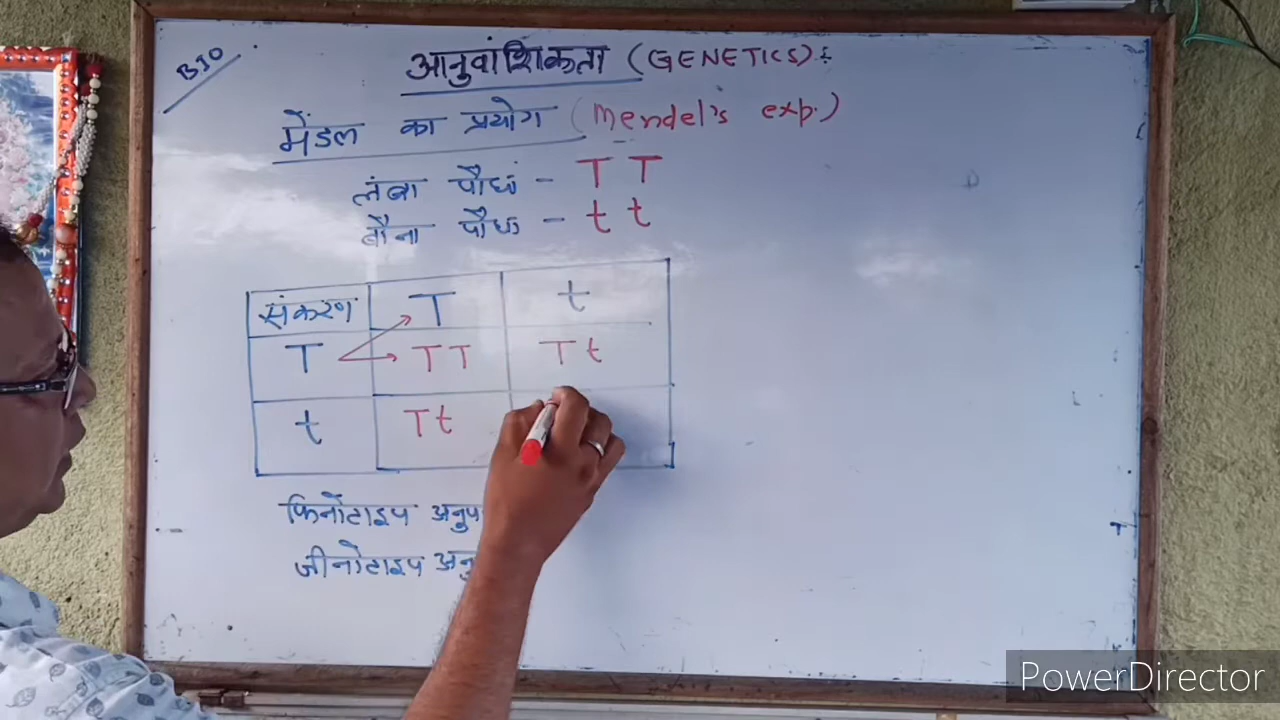 BIO
आनुवांशिकता (GENETICS) :
मेंडल का प्रयोग (Mendel's exp.)
लंबा पौधा - T T
बौना पौधा - t t
संकरण T t
T TT Tt
t Tt
फिनोटाइप अनुप
जीनोटाइप अनु
PowerDirector